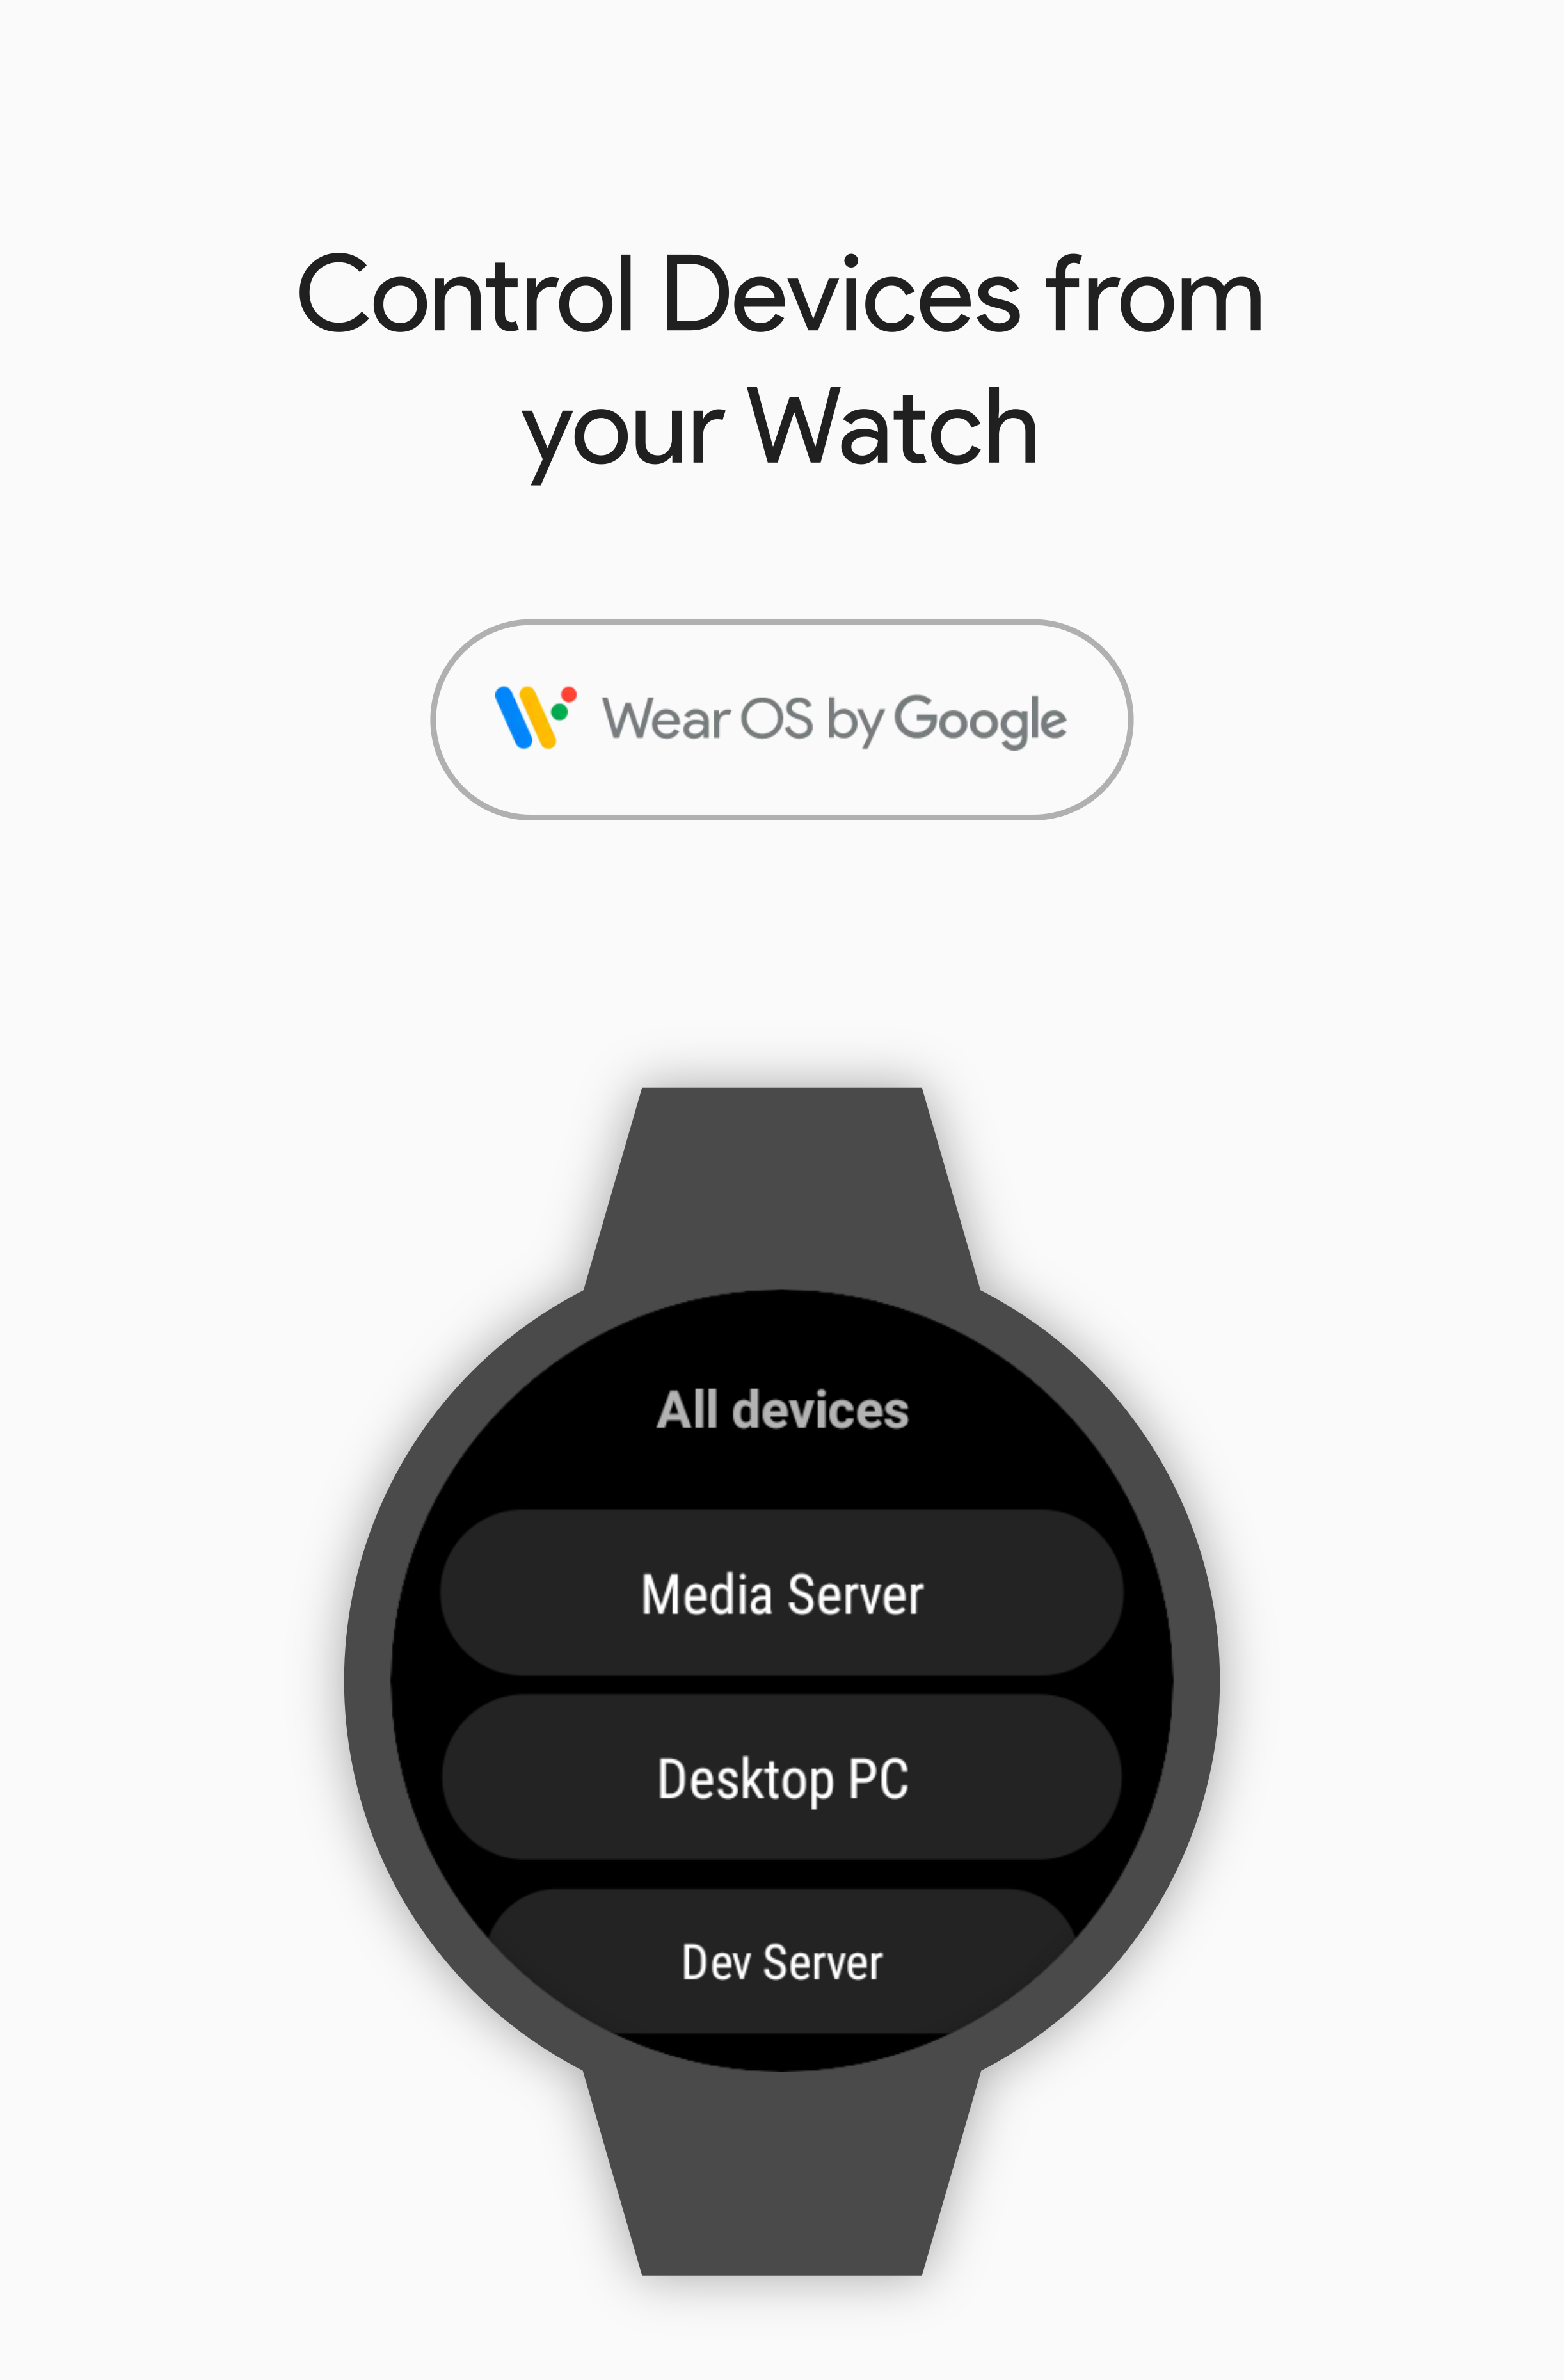 Control Devices from
your Watch
Wear OS by Google
All devices
Media Server
Desktop PC
Dev Server